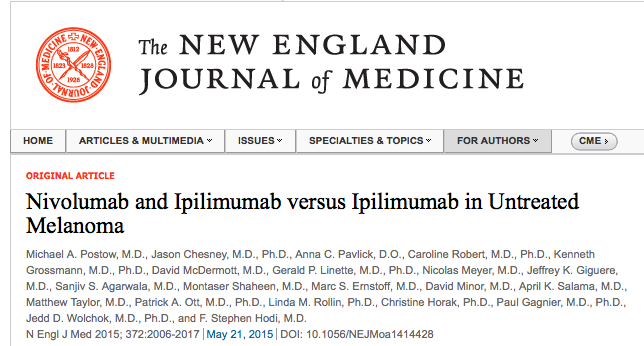 The NEW ENGLAND
JOURNAL of MEDICINE
HOME ARTICLES & MULTIMEDIA ISSUES SPECIALTIES & TOPICS FOR AUTHORS CME
ORIGINAL ARTICLE
Nivolumab and Ipilimumab versus Ipilimumab in Untreated
Melanoma
Michael A. Postow, M.D., Jason Chesney, M.D., Ph.D., Anna C. Pavlick, D.O., Caroline Robert, M.D., Ph.D., Kenneth
Grossmann, M.D., Ph.D., David McDermott, M.D., Gerald P. Linette, M.D., Ph.D., Nicolas Meyer, M.D., Jeffrey K. Giguere,
M.D., Sanjiv S. Agarwala, M.D., Montaser Shaheen, M.D., Marc S. Ernstoff, M.D., David Minor, M.D., April K. Salama, M.D.,
Matthew Taylor, M.D., Patrick A. Ott, M.D., Ph.D., Linda M. Rollin, Ph.D., Christine Horak, Ph.D., Paul Gagnier, M.D., Ph.D.,
Jedd D. Wolchok, M.D., Ph.D., and F. Stephen Hodi, M.D.
N Engl J Med 2015; 372:2006-2017 | May 21, 2015 | DOI: 10.1056/NEJMoa1414428